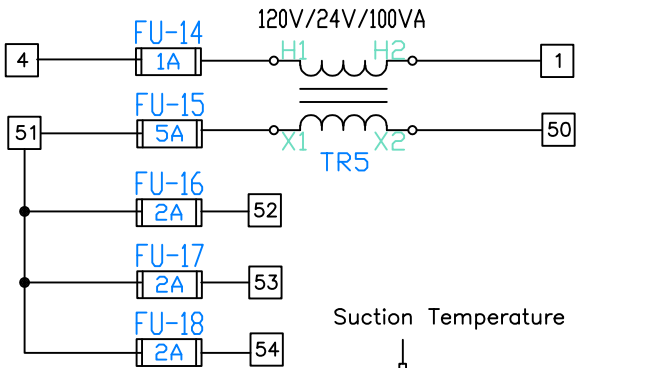 120V/24V/100VA
FU-14
4
1A
H1
H2
1
FU-15
51
5A
X1
X2
50
TR5
FU-16
2A
52
FU-17
2A
53
Suction Temperature
FU-18
2A
54